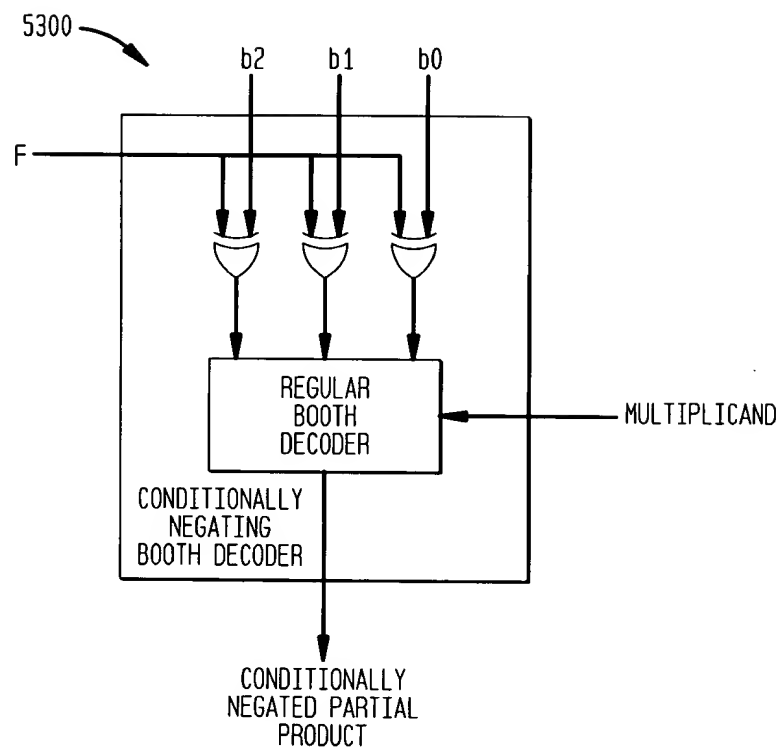 5300
b2 b1 b0
F
REGULAR
BOOTH
DECODER
MULTIPLICAND
CONDITIONALLY
NEGATING
BOOTH DECODER
CONDITIONALLY
NEGATED PARTIAL
PRODUCT